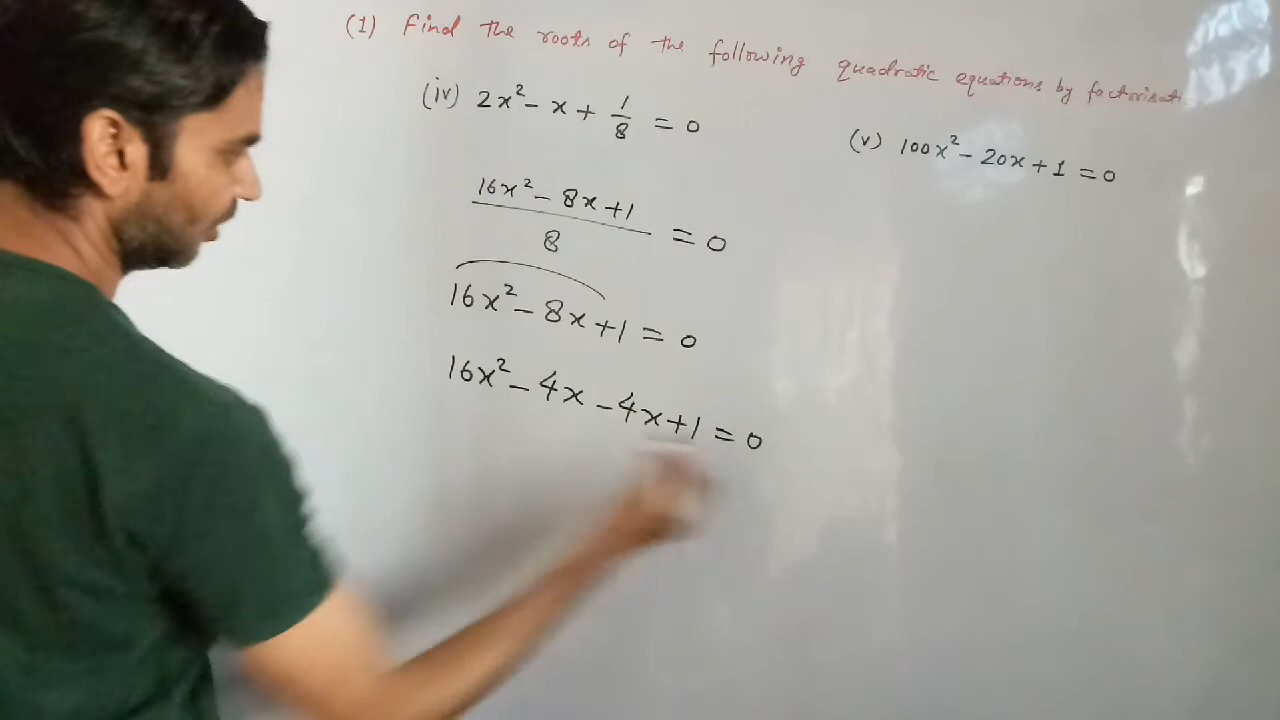 (1) Find the roots of the following quadratic equations by factorisati
(iv) 2x² - x + 1/8 = 0
(16x² - 8x + 1)/8 = 0
16x² - 8x + 1 = 0
16x² - 4x - 4x + 1 = 0
(v) 100x² - 20x + 1 = 0